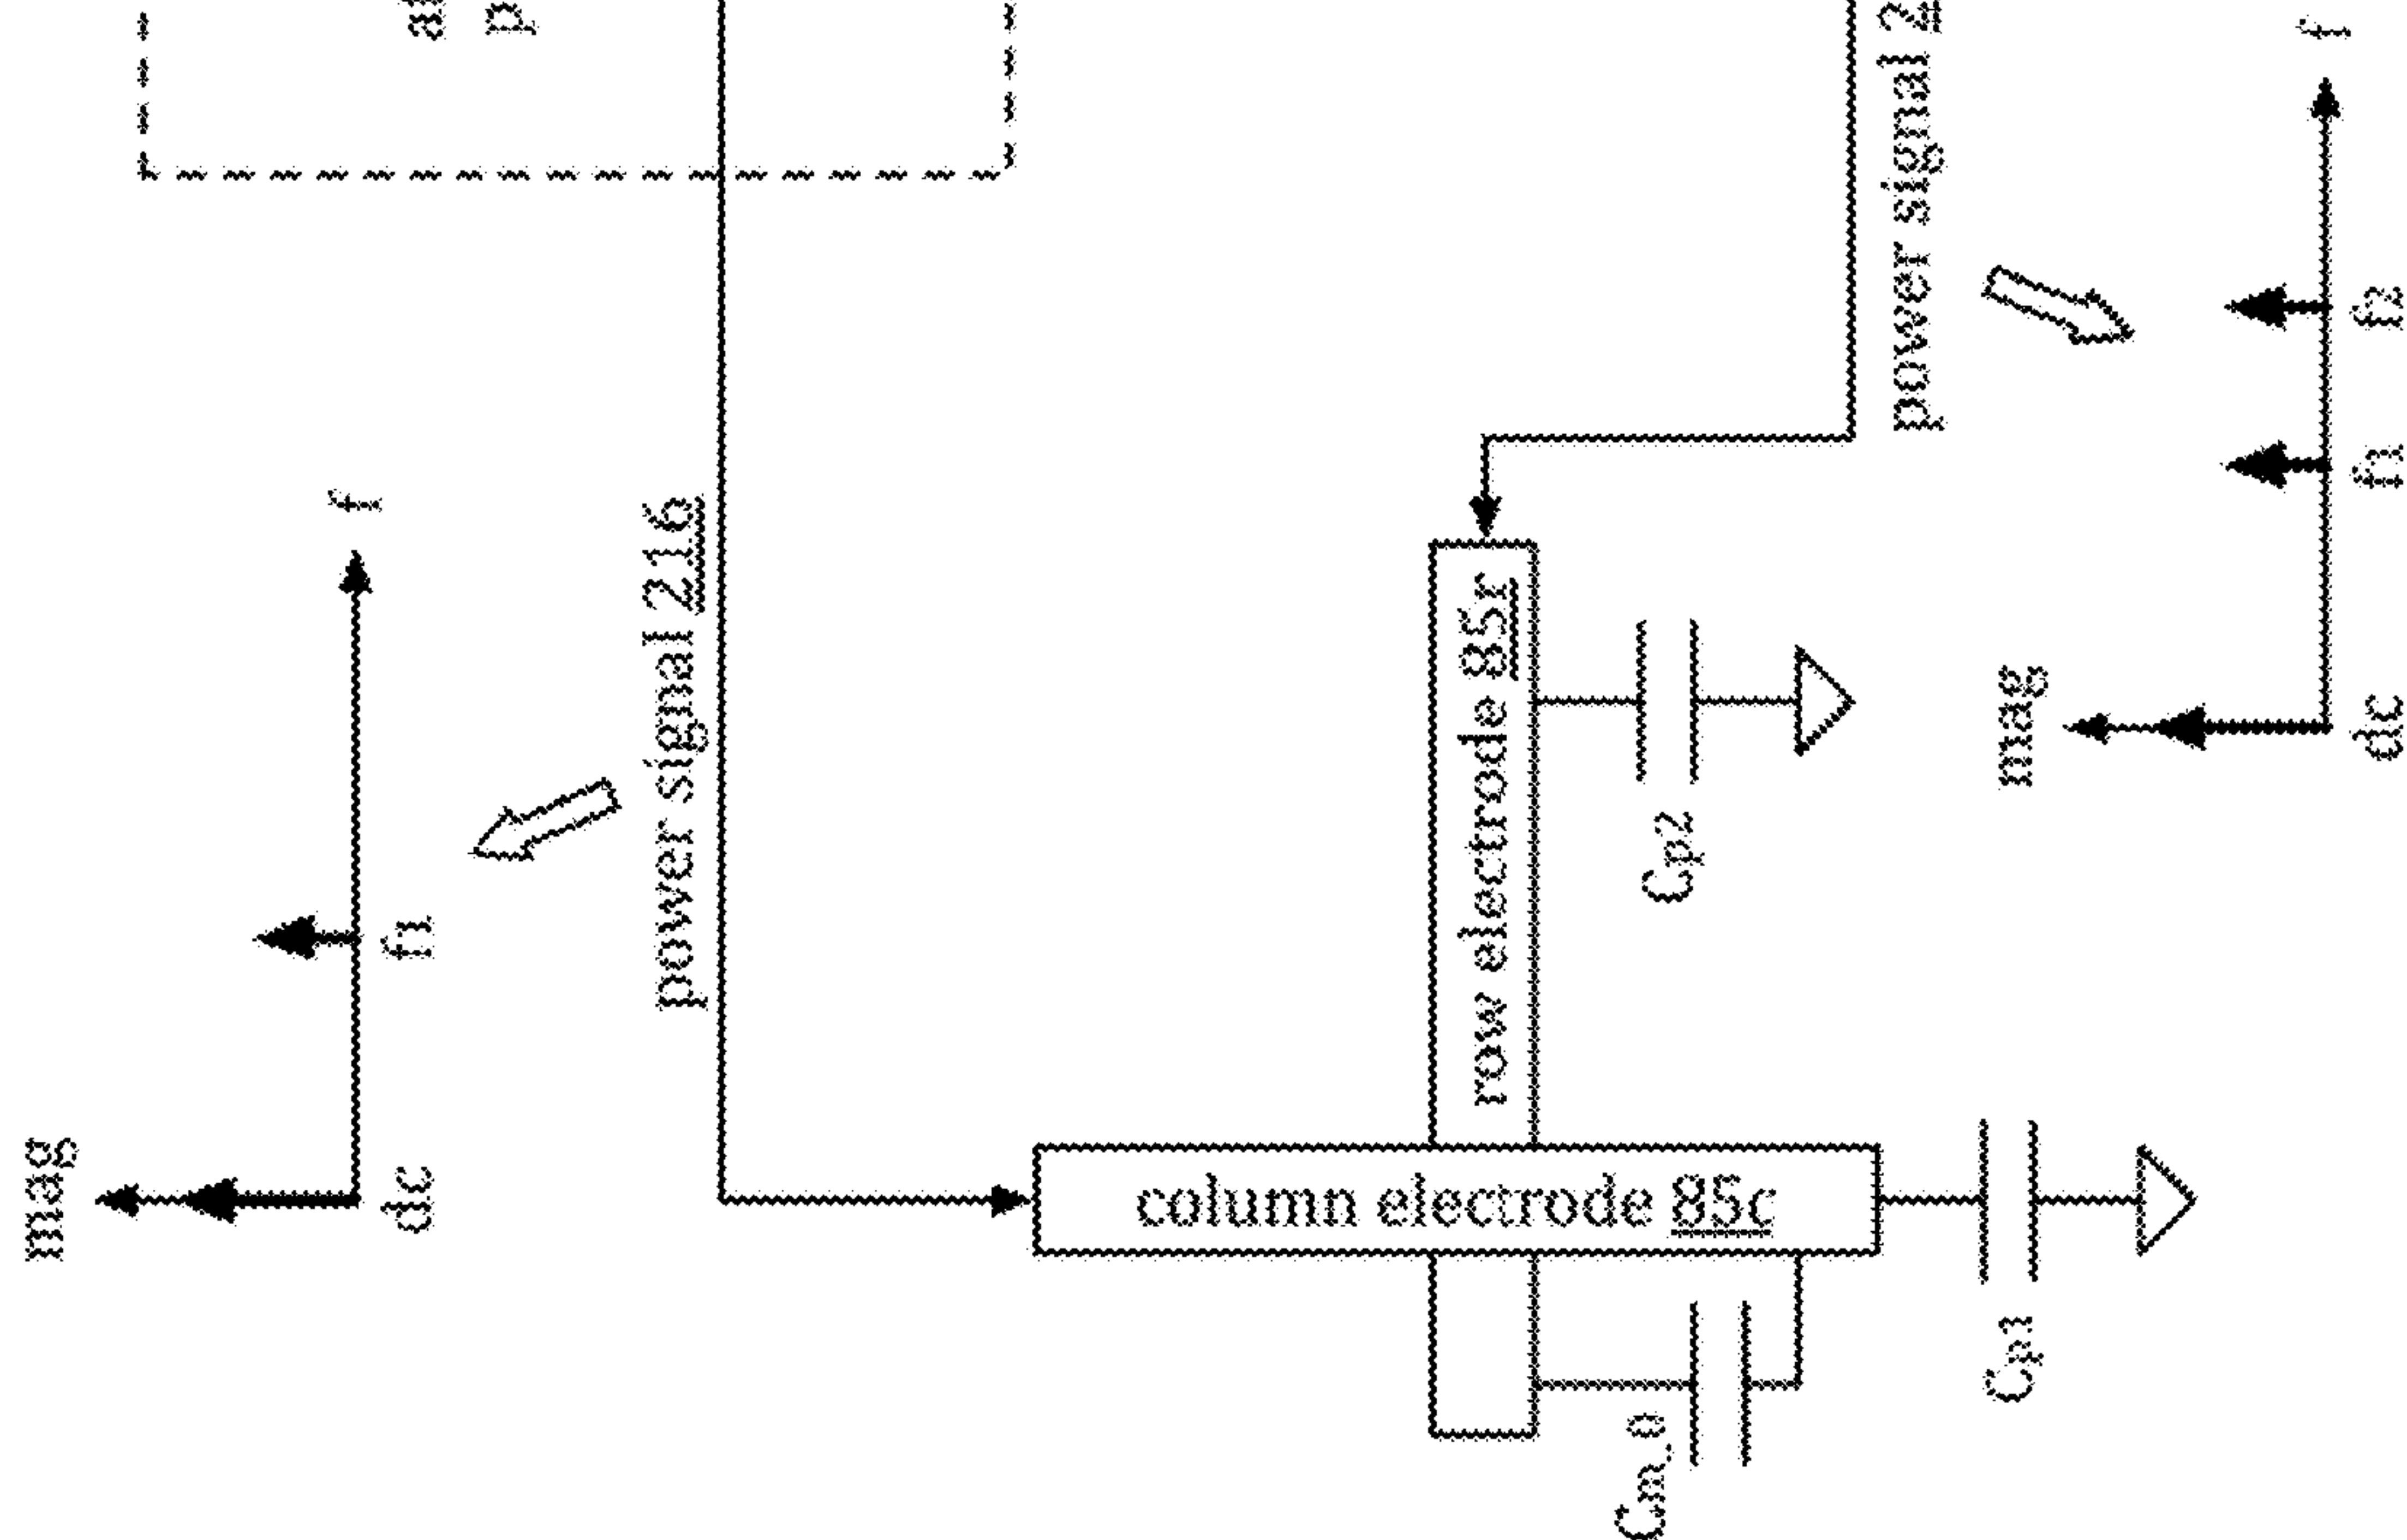 mag
dc
f1
f
power signal 216
column electrode 85c
row electrode 85r
Cm_0
Cp1
Cp2
power signal 2
mag
dc
f1
f2
f
p